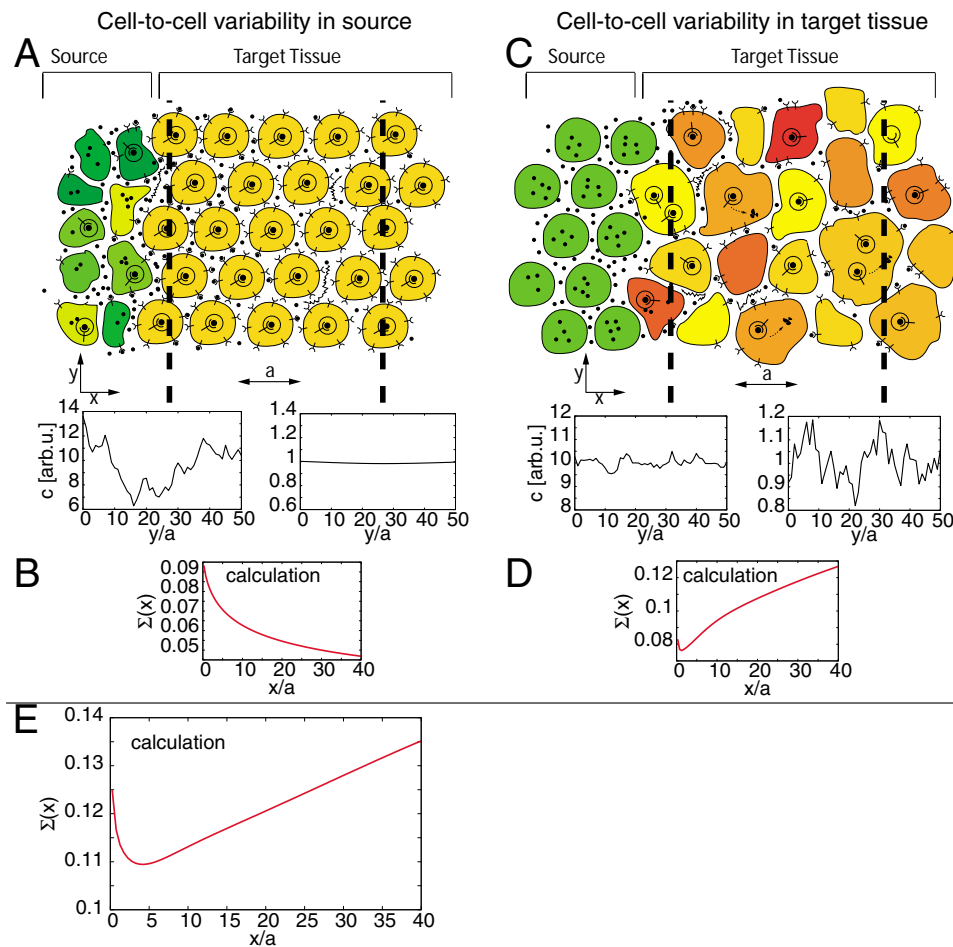 Cell-to-cell variability in source
A
Source
Target Tissue
y
x
a
14
12
10
8
6
c [arb.u.]
0 10 20 30 40 50
y/a
1.4
1.2
1
0.8
0.6
0 10 20 30 40 50
y/a
B
calculation
0.09
0.08
0.06
0.06
0.05
Σ(x)
0 10 20 30 40
x/a
Cell-to-cell variability in target tissue
C
Source
Target Tissue
y
x
a
12
11
10
9
8
c [arb.u.]
0 10 20 30 40 50
y/a
1.2
1.1
1
0.9
0.8
0 10 20 30 40 50
y/a
D
calculation
0.12
0.1
0.08
Σ(x)
0 10 20 30 40
x/a
E
calculation
0.14
0.13
0.12
0.11
0.1
Σ(x)
0 5 10 15 20 25 30 35 40
x/a